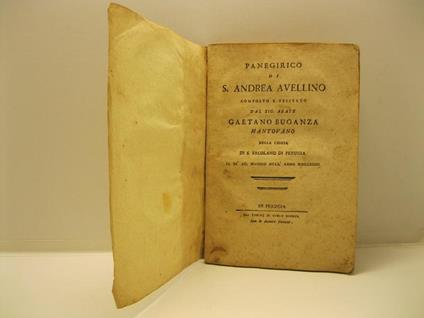 PANEGIRICO
DI
S. ANDREA AVELLINO
COMPOSTO E RECITATO
DAL SIG. ABATE
GAETANO BUGANZA
MANTOVANO
NELLA CHIESA
DI S. ERCOLANO DI PERUGIA
IN PERUGIA